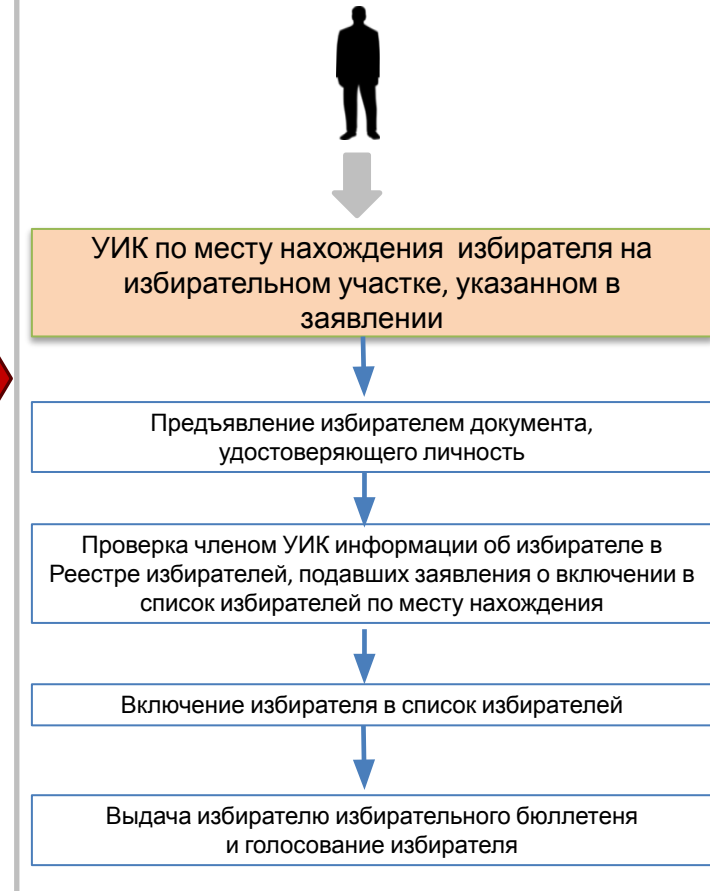 УИК по месту нахождения избирателя на
избирательном участке, указанном в
заявлении
Предъявление избирателем документа,
удостоверяющего личность
Проверка членом УИК информации об избирателе в
Реестре избирателей, подавших заявления о включении в
список избирателей по месту нахождения
Включение избирателя в список избирателей
Выдача избирателю избирательного бюллетеня
и голосование избирателя